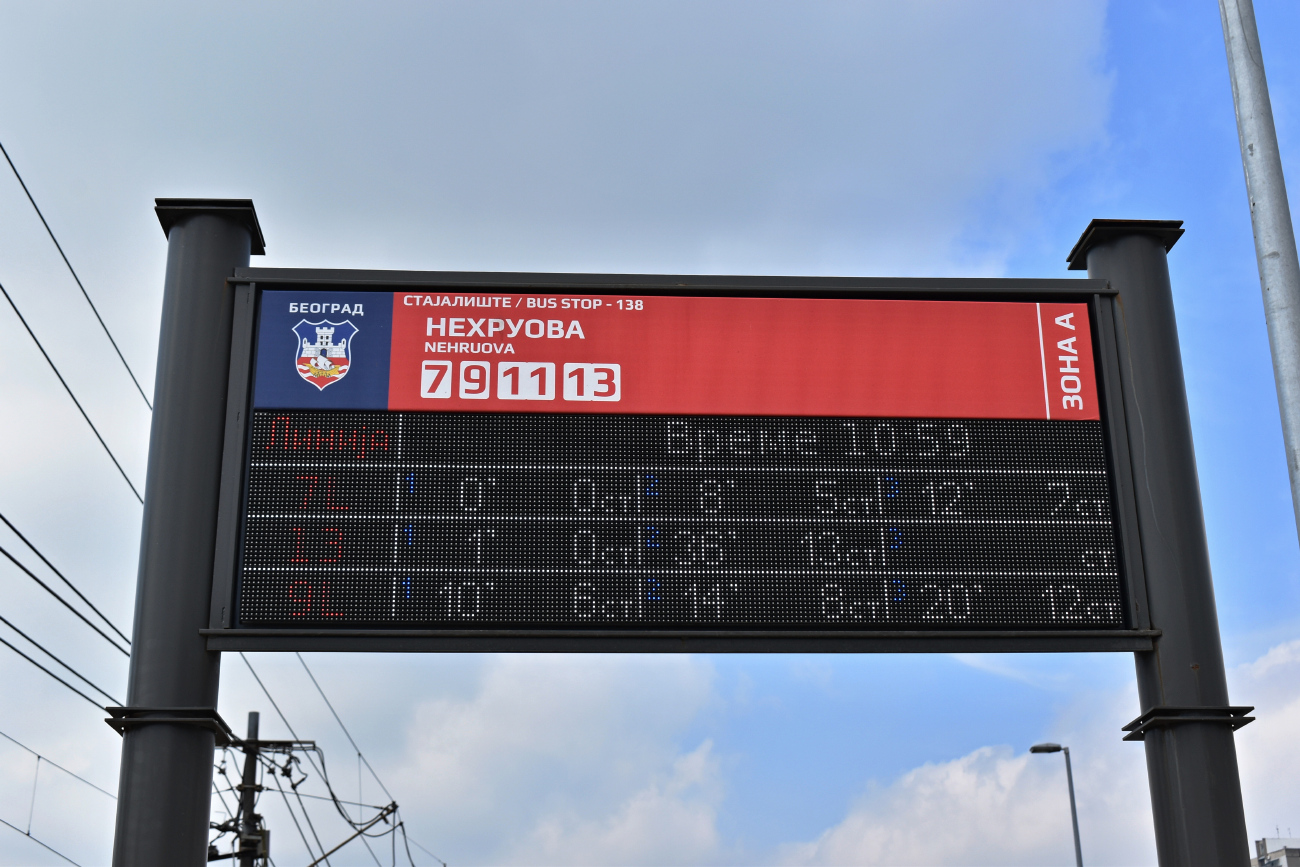 БЕОГРАД
СТАЈАЛИШТЕ / BUS STOP - 138
НЕХРУОВА
NEHRUOVA
7 9 11 13
ЗОНА А
Линија Време 10:59
7L 1 0" 0ст 2 8" 5ст 3 12" 7ст
13 1 1" 0ст 2 36" 13ст 3 ст
9L 1 10" 6ст 2 14" 8ст 3 20" 12ст